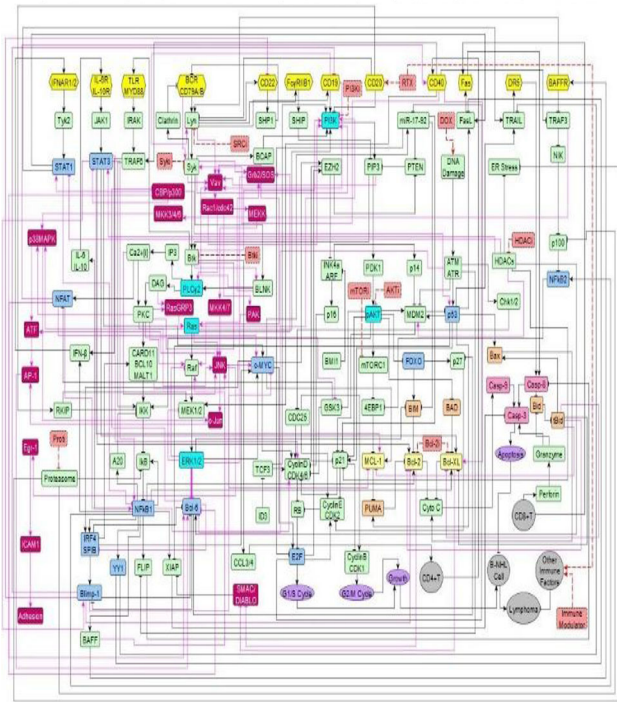 IFNAR1/2
IL-6R
IL-10R
TLR
MYD88
BCR
CD79A/B
CD22
FcγRIIB1
CD19
CD20
RTX
CD40
Fas
DR5
BAFFR
PI3Ki
Tyk2
JAK1
IRAK
Clathrin
Lyn
SHP1
SHIP
PI3K
miR-17-92
DOX
FasL
TRAIL
TRAF3
SRCi
STAT1
STAT3
TRAF6
Syki
Syk
BCAP
EZH2
PIP3
PTEN
DNA
Damage
ER Stress
NIK
Grb2/SOS
Vav
CBP/p300
Rac1/cdc42
MKK3/4/6
MEKK
p38MAPK
HDACi
IL-6
IL-10
Ca2+[i]
IP3
Btk
Btki
INK4a
ARF
PDK1
p14
ATM
ATR
HDACs
p100
DAG
PLCγ2
BLNK
mTORi
AKTi
NFkB2
NFAT
PKC
RasGRP3
MKK4/7
PAK
p16
pAKT
MDM2
p53
Chk1/2
ATF
Ras
IFN-β
CARD11
BCL10
MALT1
Raf
JNK
c-MYC
BMI1
mTORC1
FOXO
p27
Bax
AP-1
RKIP
IKK
MEK1/2
c-Jun
CDC25
GSK3
4EBP1
BIM
BAD
Casp-8
Casp-3
Bid
tBid
Egr-1
Proti
Proteasome
A20
IkB
ERK1/2
TCF3
CyclinD
CDK4/6
p21
MCL-1
Bcl-2i
Bcl-2
Bcl-XL
Apoptosis
Granzyme
Perforin
NFkB1
Bcl-6
ID3
RB
CyclinE
CDK2
PUMA
Cyto C
CD8+T
ICAM1
IRF4
SPIB
YY1
FLIP
XIAP
CCL3/4
E2F
CyclinB
CDK1
CD4+T
B-NHL
Cell
Other
Immune
Factors
Blimp-1
SMAC/
DIABLO
G1/S Cycle
G2/M Cycle
Growth
Lymphoma
Immune
Modulator
Adhesion
BAFF